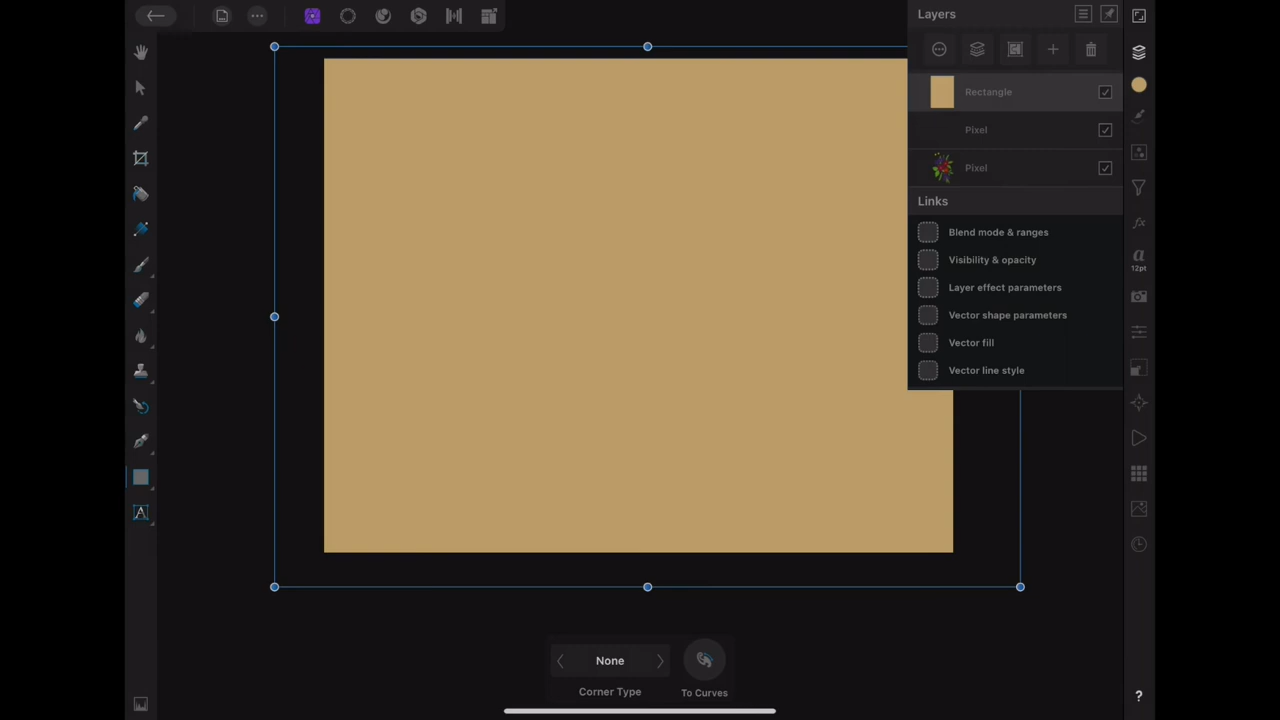 Layers
Rectangle
Pixel
Pixel
Links
Blend mode & ranges
Visibility & opacity
Layer effect parameters
Vector shape parameters
Vector fill
Vector line style
fx
a
12pt
A
None
Corner Type
To Curves
?